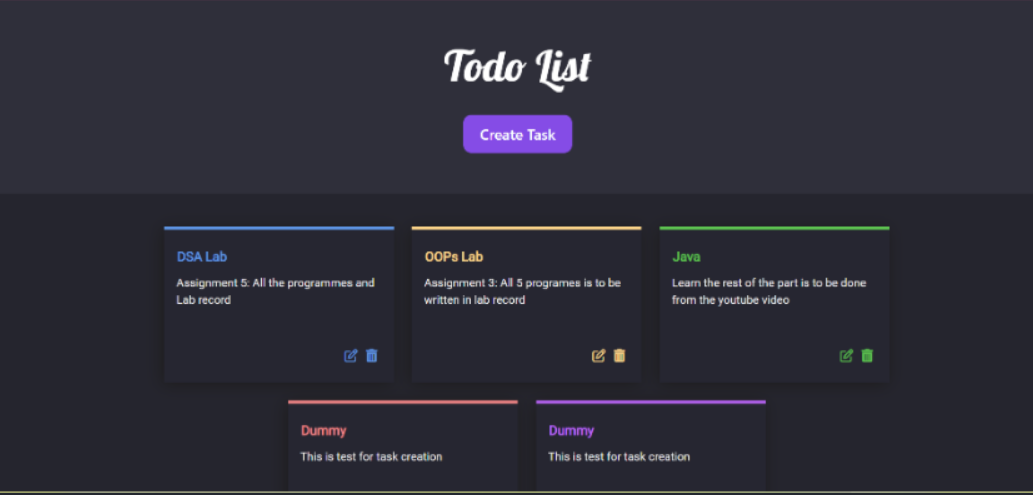 Todo List
Create Task
DSA Lab
Assignment 5: All the programmes and
Lab record
OOPs Lab
Assignment 3: All 5 programes is to be
written in lab record
Java
Learn the rest of the part is to be done
from the youtube video
Dummy
This is test for task creation
Dummy
This is test for task creation